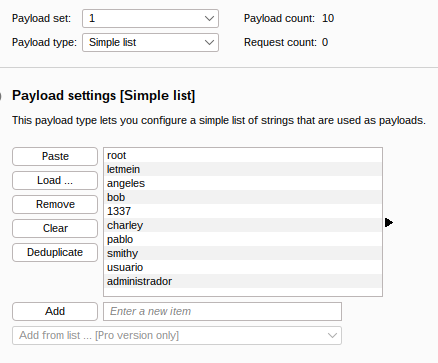 Payload set: 1 Payload count: 10
Payload type: Simple list Request count: 0
Payload settings [Simple list]
This payload type lets you configure a simple list of strings that are used as payloads.
Paste
Load ...
Remove
Clear
Deduplicate
root
letmein
angeles
bob
1337
charley
pablo
smithy
usuario
administrador
Add Enter a new item
Add from list ... [Pro version only]